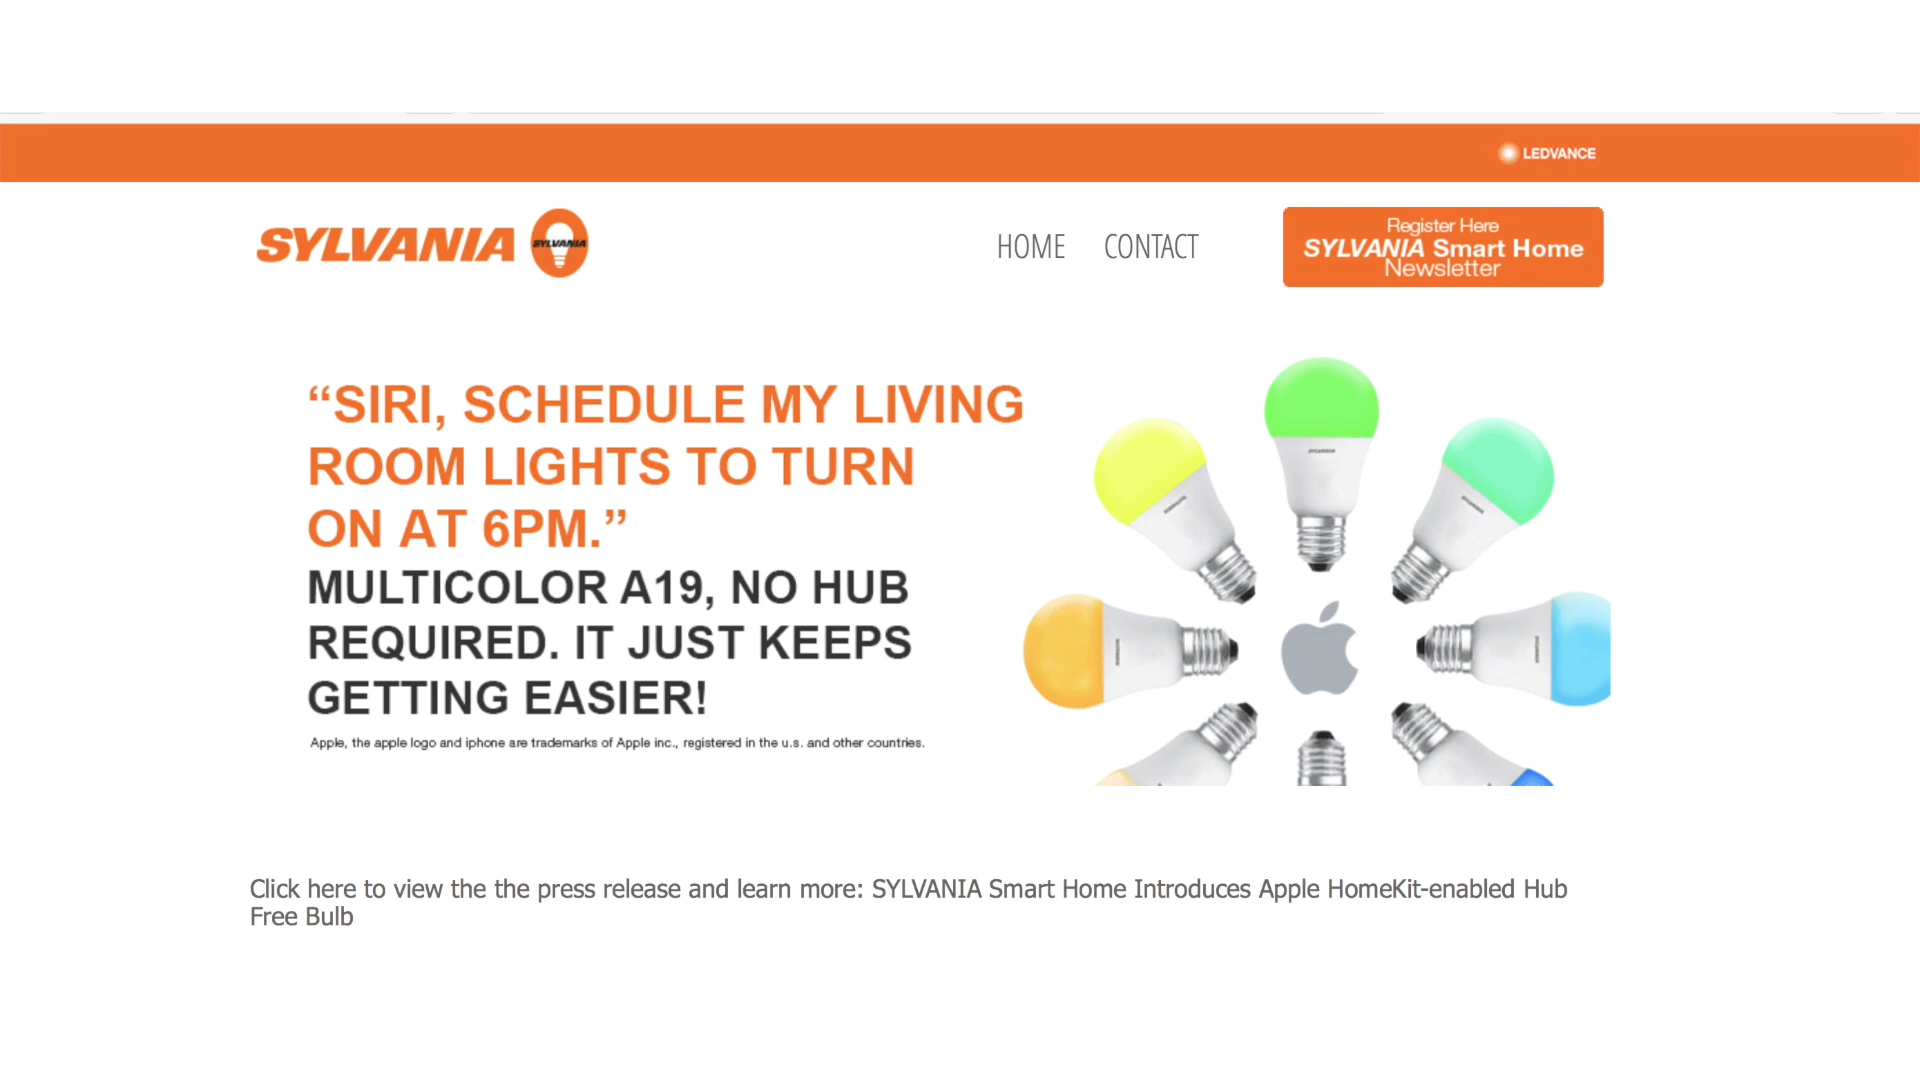 LEDVANCE
SYLVANIA
SYLVANIA
HOME
CONTACT
Register Here
SYLVANIA Smart Home
Newsletter
“SIRI, SCHEDULE MY LIVING
ROOM LIGHTS TO TURN
ON AT 6PM.”
MULTICOLOR A19, NO HUB
REQUIRED. IT JUST KEEPS
GETTING EASIER!
Apple, the apple logo and iphone are trademarks of Apple inc., registered in the u.s. and other countries.
SYLVANIA
Click here to view the the press release and learn more: SYLVANIA Smart Home Introduces Apple HomeKit-enabled Hub
Free Bulb